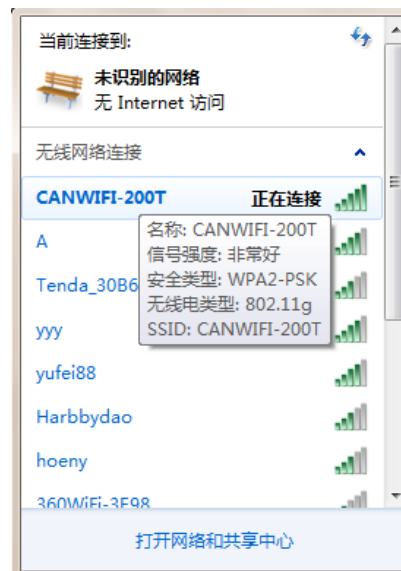 当前连接到:
未识别的网络
无 Internet 访问
无线网络连接
CANWIFI-200T 正在连接
名称: CANWIFI-200T
信号强度: 非常好
安全类型: WPA2-PSK
无线电类型: 802.11g
SSID: CANWIFI-200T
A
Tenda_30B6
yyy
yufei88
Harbbydao
hoeny
360WiFi-3F98
打开网络和共享中心